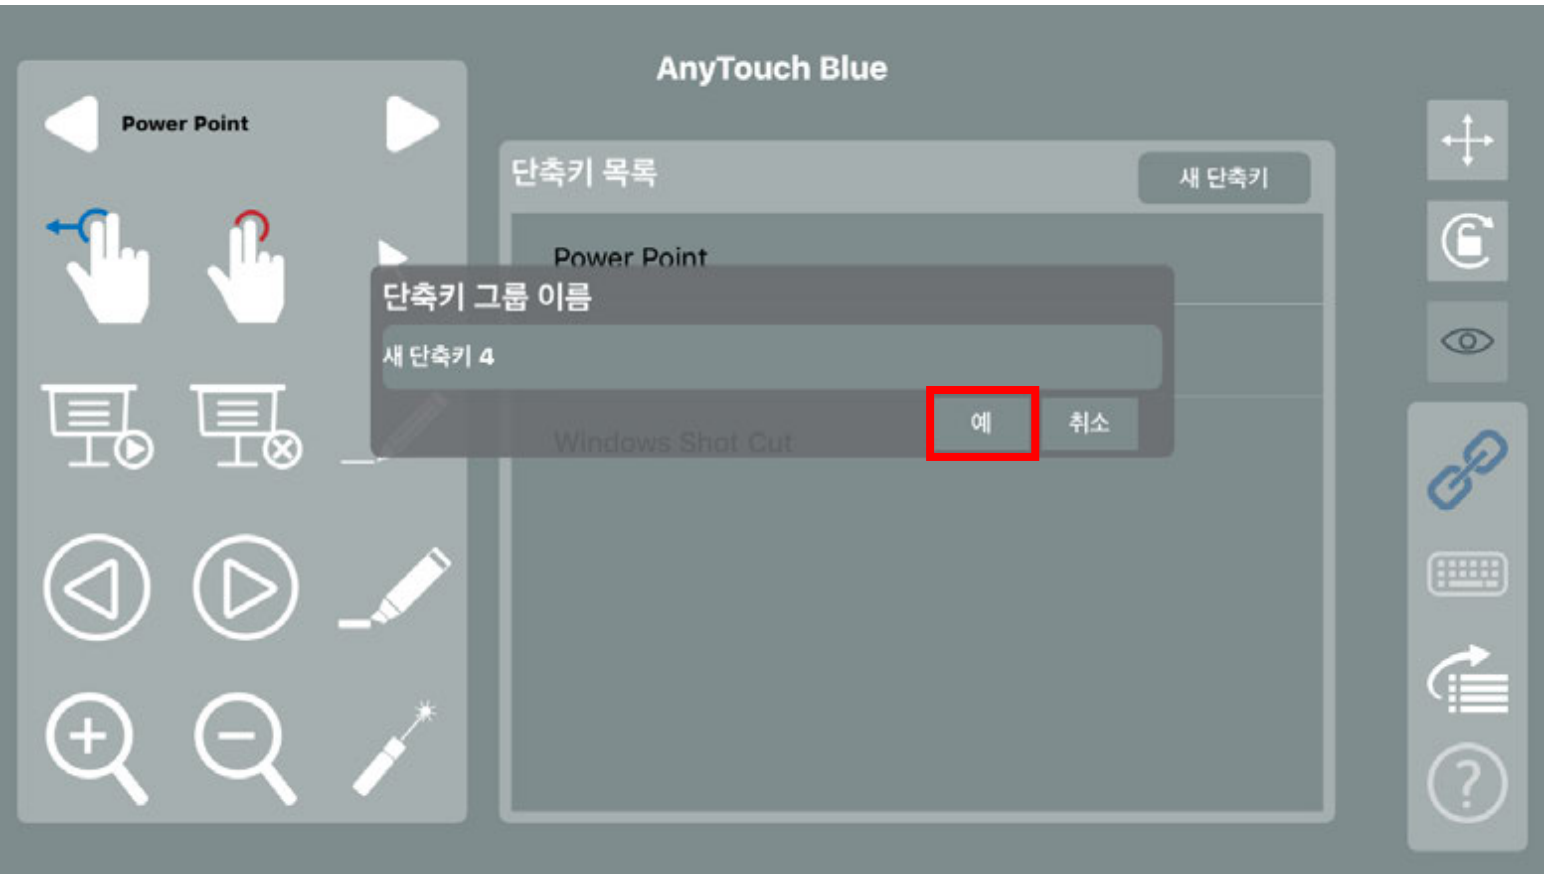 AnyTouch Blue
Power Point
단축키 목록
새 단축키
Power Point
단축키 그룹 이름
새 단축키 4
예
취소
Windows Shot Cut